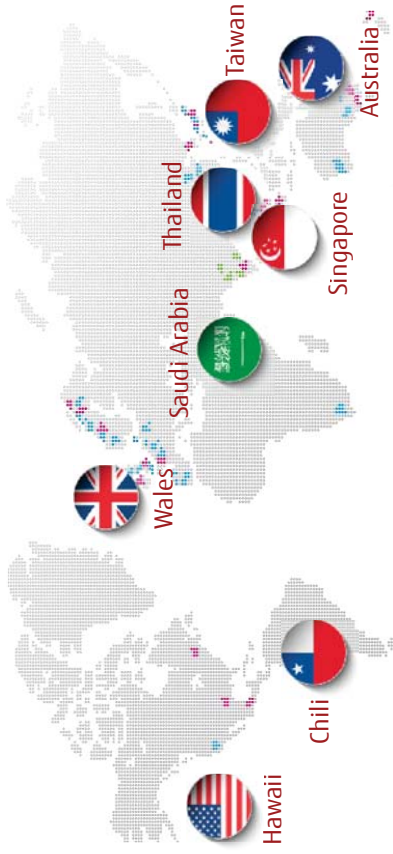 Hawaii
Chili
Wales
Saudi Arabia
Thailand
Singapore
Taiwan
Australia